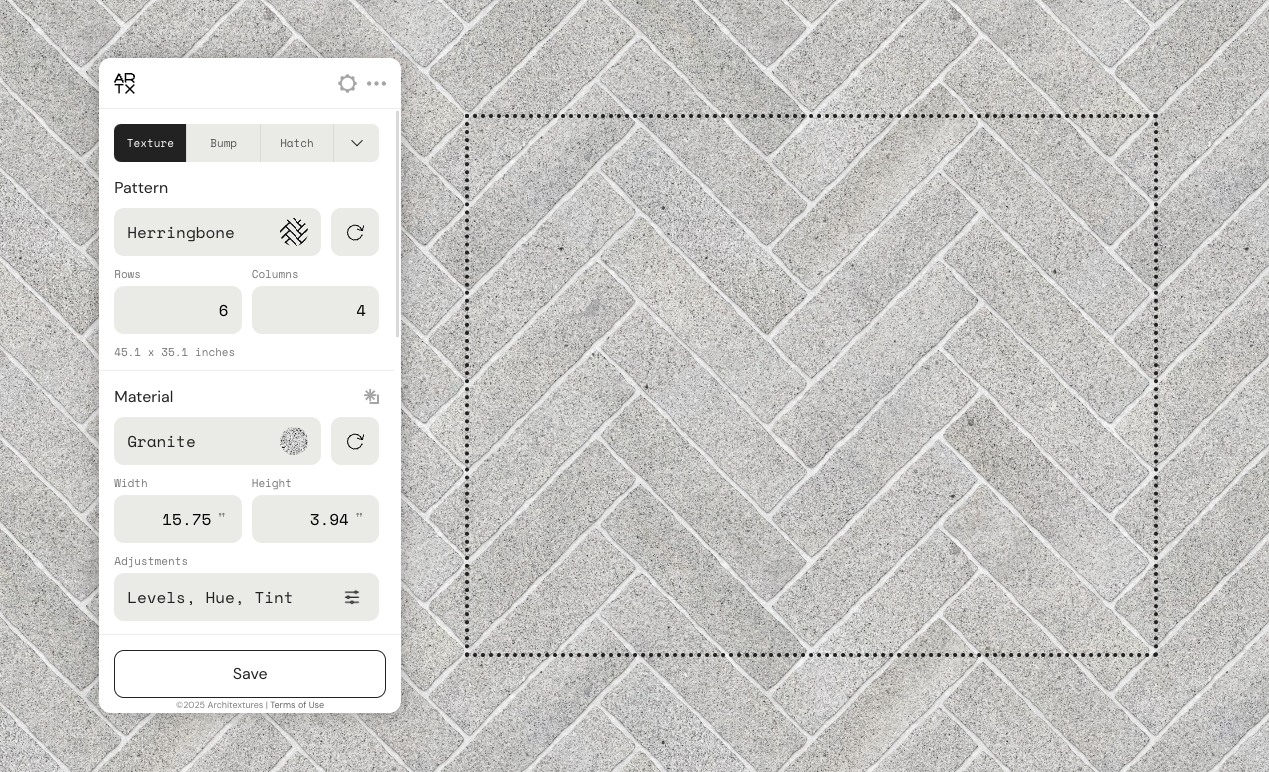 AR
TX
Texture Bump Hatch
Pattern
Herringbone
Rows Columns
6 4
45.1 x 35.1 inches
Material
Granite
Width Height
15.75 " 3.94 "
Adjustments
Levels, Hue, Tint
Save
©2025 Architextures | Terms of Use